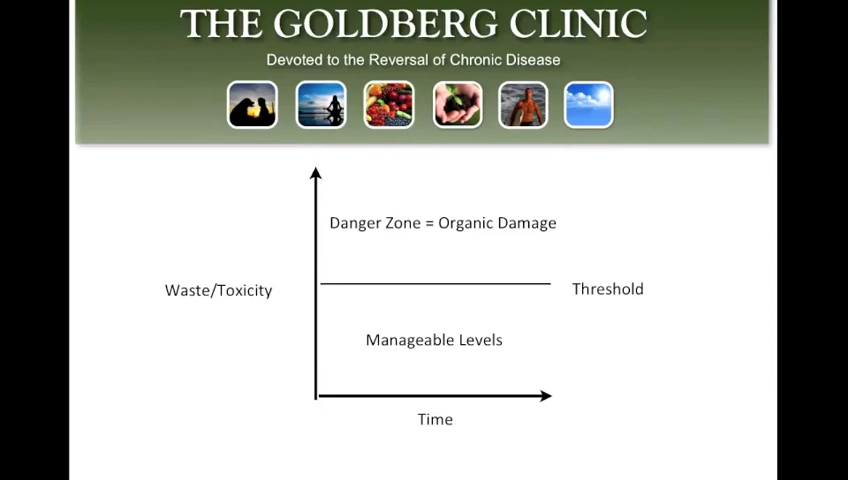 THE GOLDBERG CLINIC
Devoted to the Reversal of Chronic Disease
Danger Zone = Organic Damage
Waste/Toxicity
Threshold
Manageable Levels
Time